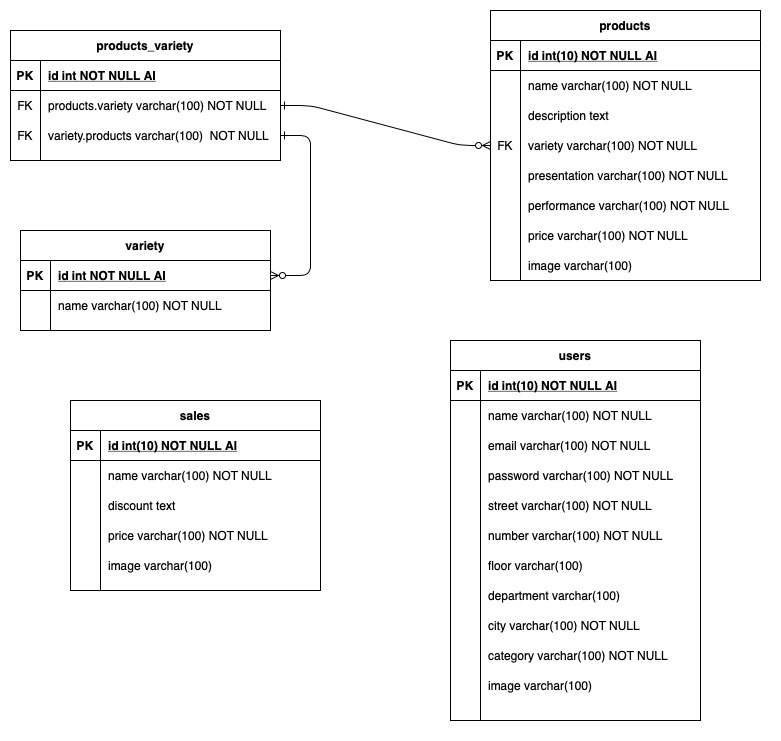 products_variety
PK id int NOT NULL AI
FK products.variety varchar(100) NOT NULL
FK variety.products varchar(100) NOT NULL
products
PK id int(10) NOT NULL AI
name varchar(100) NOT NULL
description text
FK variety varchar(100) NOT NULL
presentation varchar(100) NOT NULL
performance varchar(100) NOT NULL
price varchar(100) NOT NULL
image varchar(100)
variety
PK id int NOT NULL AI
name varchar(100) NOT NULL
sales
PK id int(10) NOT NULL AI
name varchar(100) NOT NULL
discount text
price varchar(100) NOT NULL
image varchar(100)
users
PK id int(10) NOT NULL AI
name varchar(100) NOT NULL
email varchar(100) NOT NULL
password varchar(100) NOT NULL
street varchar(100) NOT NULL
number varchar(100) NOT NULL
floor varchar(100)
department varchar(100)
city varchar(100) NOT NULL
category varchar(100) NOT NULL
image varchar(100)